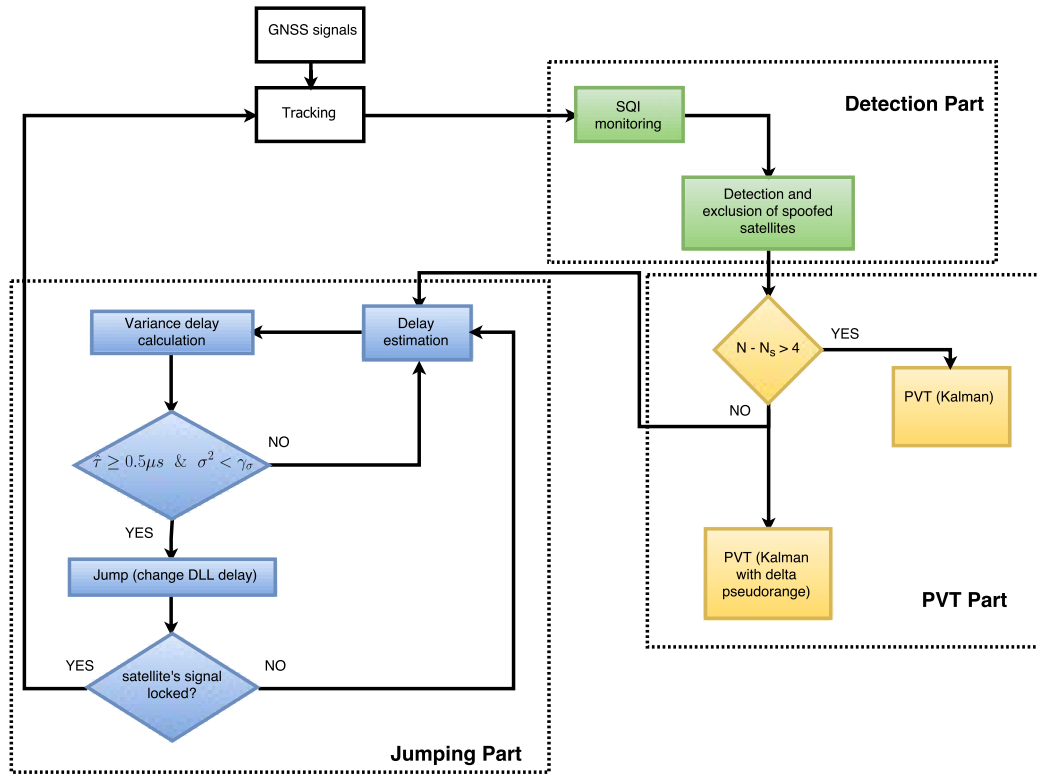 GNSS signals
Tracking
SQI
monitoring
Detection Part
Detection and
exclusion of spoofed
satellites
Variance delay
calculation
Delay
estimation
N - Ns > 4
YES
PVT (Kalman)
NO
τ̂ ≥ 0.5μs & σ² < γσ
NO
YES
Jump (change DLL delay)
PVT (Kalman
with delta
pseudorange)
PVT Part
satellite's signal
locked?
YES
NO
Jumping Part